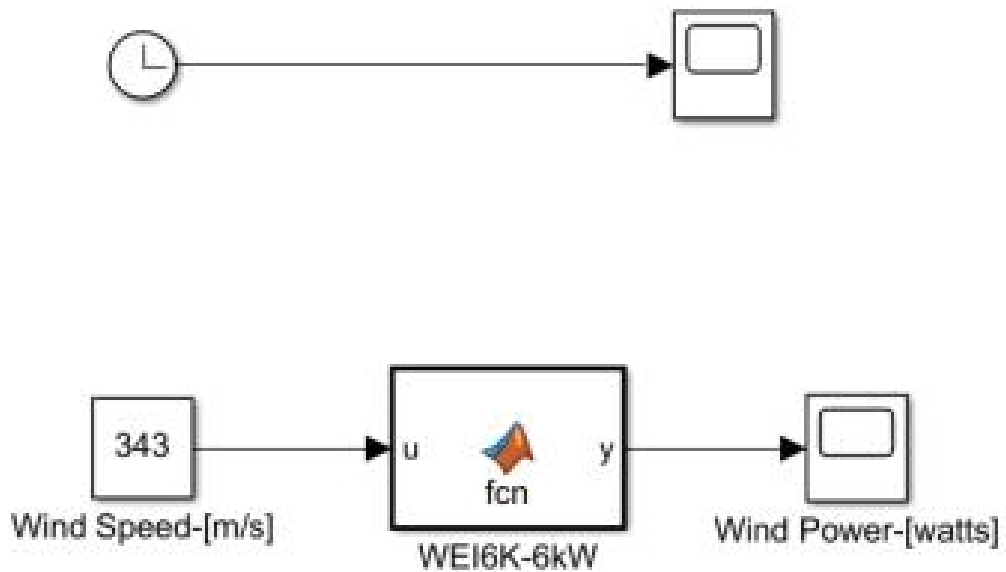 343
u
y
fcn
Wind Speed-[m/s]
WEI6K-6kW
Wind Power-[watts]